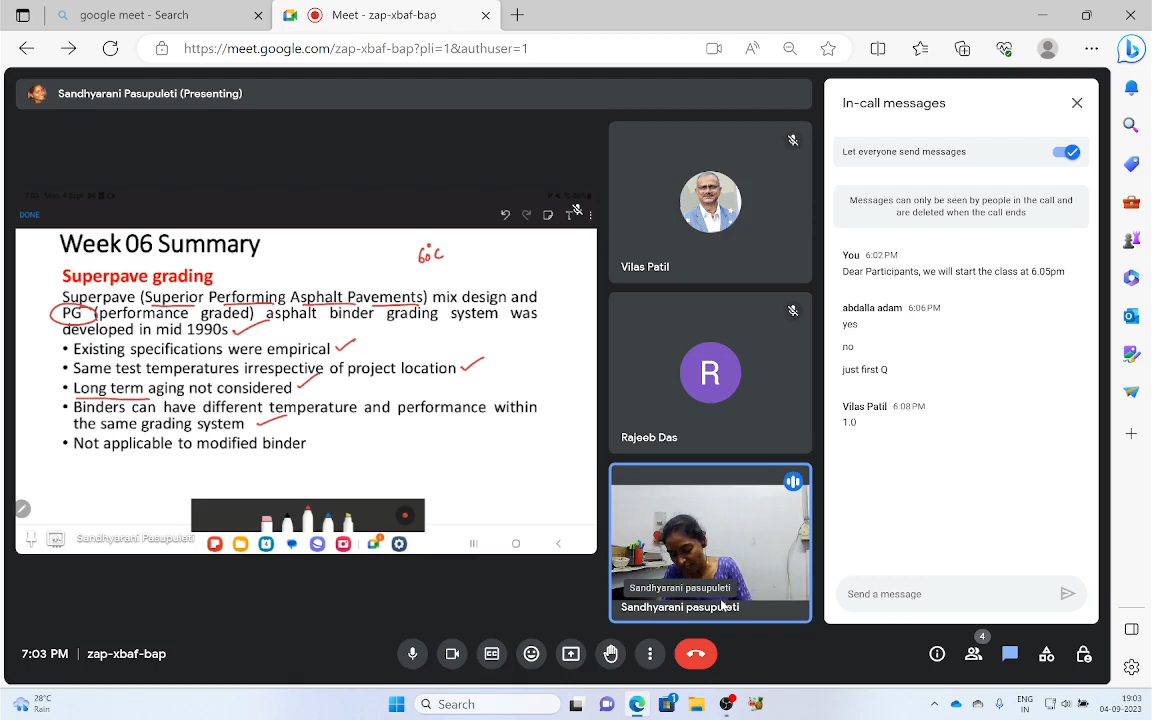 google meet - Search
Meet - zap-xbaf-bap
https://meet.google.com/zap-xbaf-bap?pli=1&authuser=1
Sandhyarani Pasupuleti (Presenting)
DONE
Week 06 Summary
60°C
Superpave grading
Superpave (Superior Performing Asphalt Pavements) mix design and
PG (performance graded) asphalt binder grading system was
developed in mid 1990s
• Existing specifications were empirical
• Same test temperatures irrespective of project location
• Long term aging not considered
• Binders can have different temperature and performance within
the same grading system
• Not applicable to modified binder
Sandhyarani Pasupuleti
Vilas Patil
R
Rajeeb Das
Sandhyarani pasupuleti
Sandhyarani pasupuleti
In-call messages
Let everyone send messages
Messages can only be seen by people in the call and
are deleted when the call ends
You 6:02 PM
Dear Participants, we will start the class at 6.05pm
abdalla adam 6:06 PM
yes
no
just first Q
Vilas Patil 6:08 PM
1.0
Send a message
7:03 PM | zap-xbaf-bap
4
28°C
Rain
Search
1
ENG
IN
19:03
04-09-2023